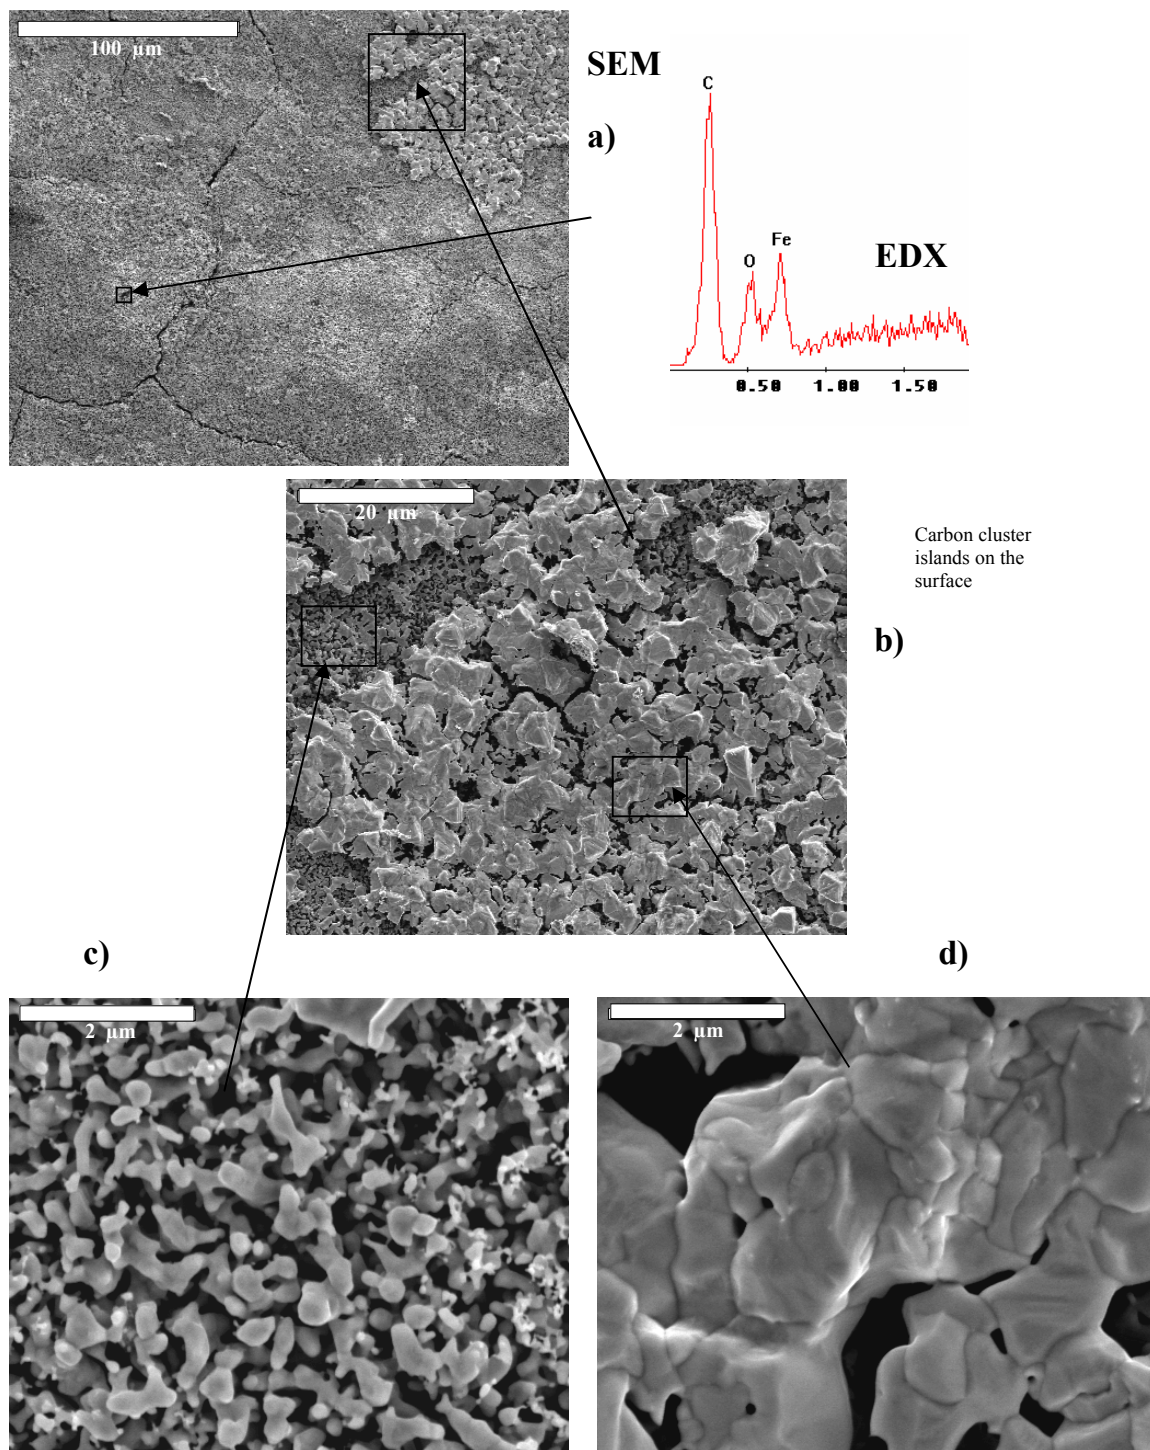 100 µm
SEM
a)
C
O
Fe
EDX
0.50 1.00 1.50
20 µm
Carbon cluster
islands on the
surface
b)
c)
d)
2 µm
2 µm